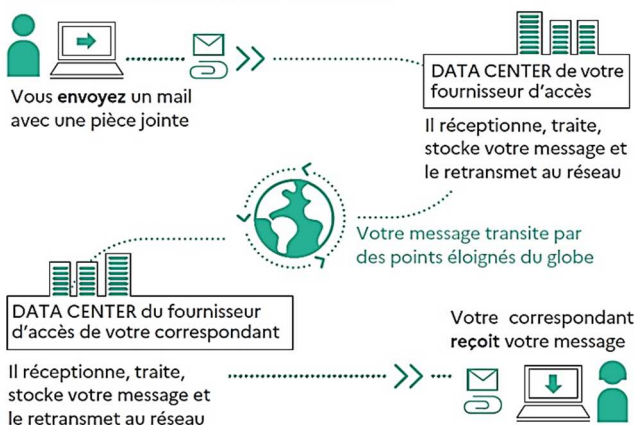 Vous envoyez un mail
avec une pièce jointe
DATA CENTER de votre
fournisseur d'accès
Il réceptionne, traite,
stocke votre message et
le retransmet au réseau
Votre message transite par
des points éloignés du globe
DATA CENTER du fournisseur
d'accès de votre correspondant
Il réceptionne, traite,
stocke votre message et
le retransmet au réseau
Votre correspondant
reçoit votre message